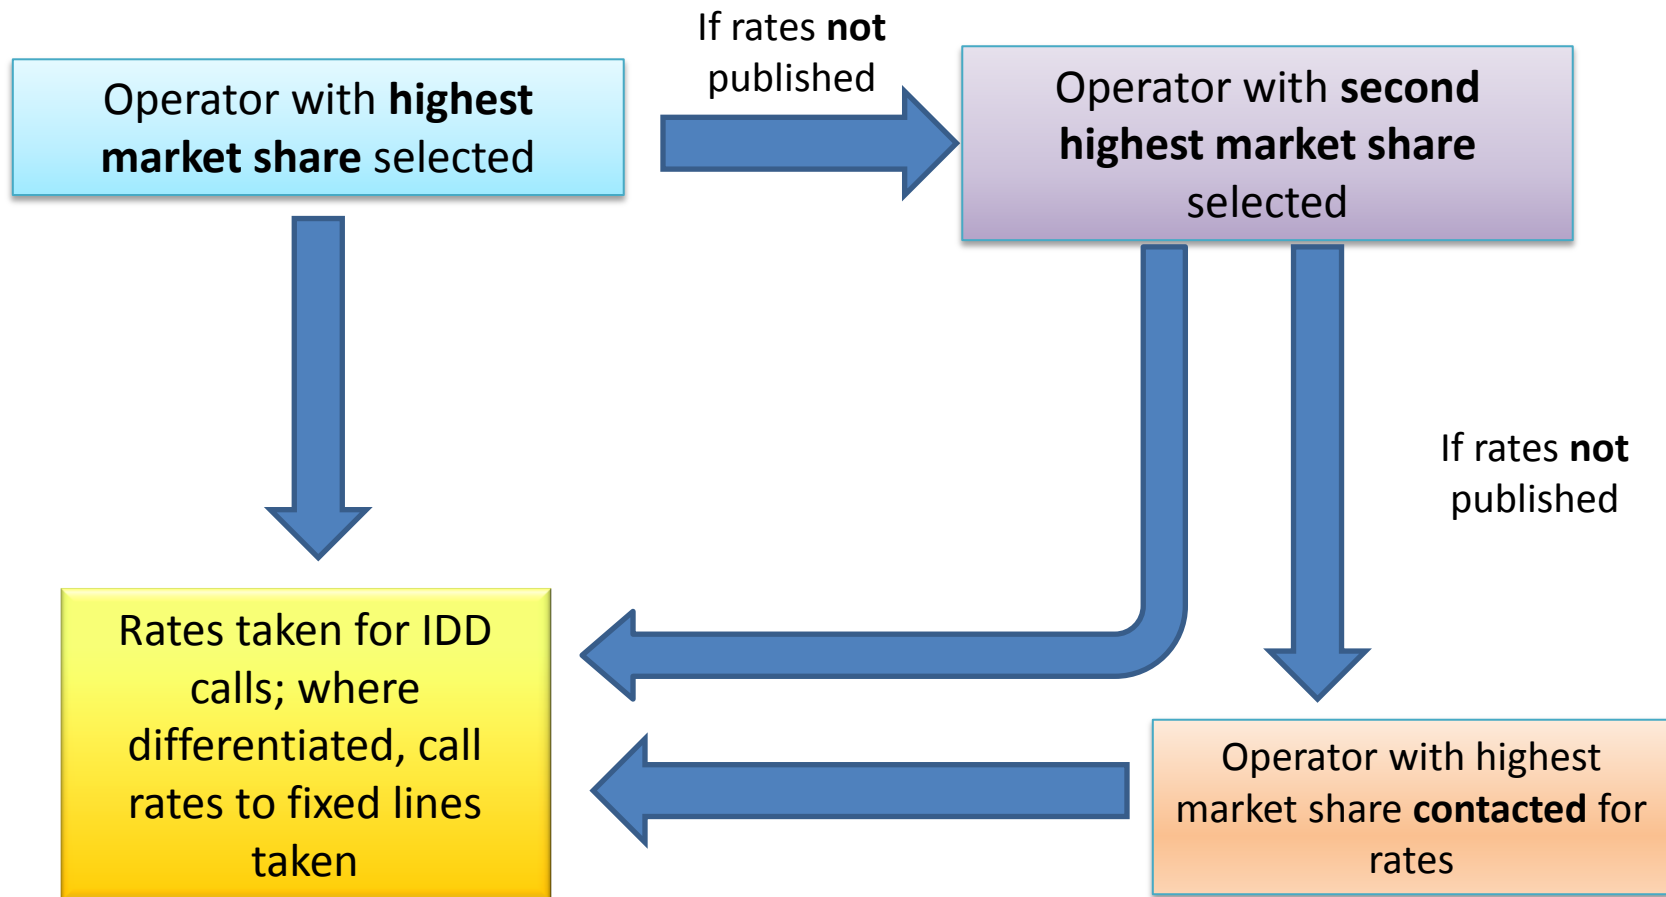 If rates not
published
Operator with highest
market share selected
Operator with second
highest market share
selected
If rates not
published
Rates taken for IDD
calls; where
differentiated, call
rates to fixed lines
taken
Operator with highest
market share contacted for
rates